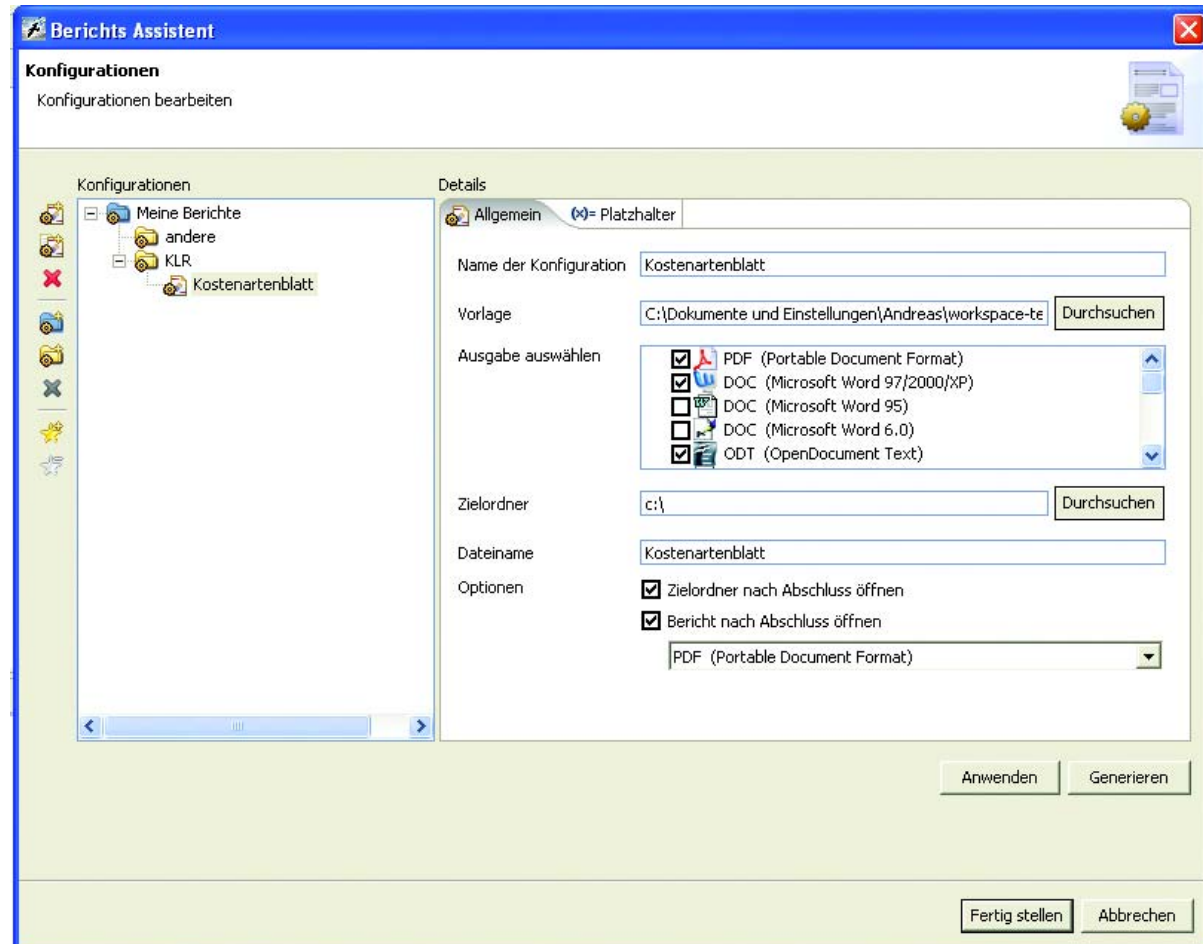 Berichts Assistent
Konfigurationen
Konfigurationen bearbeiten
Konfigurationen
Meine Berichte
andere
KLR
Kostenartenblatt
Details
Allgemein
(x)= Platzhalter
Name der Konfiguration
Kostenartenblatt
Vorlage
C:\Dokumente und Einstellungen\Andreas\workspace-te
Durchsuchen
Ausgabe auswählen
PDF (Portable Document Format)
DOC (Microsoft Word 97/2000/XP)
DOC (Microsoft Word 95)
DOC (Microsoft Word 6.0)
ODT (OpenDocument Text)
Zielordner
c:\
Durchsuchen
Dateiname
Kostenartenblatt
Optionen
Zielordner nach Abschluss öffnen
Bericht nach Abschluss öffnen
PDF (Portable Document Format)
Anwenden
Generieren
Fertig stellen
Abbrechen